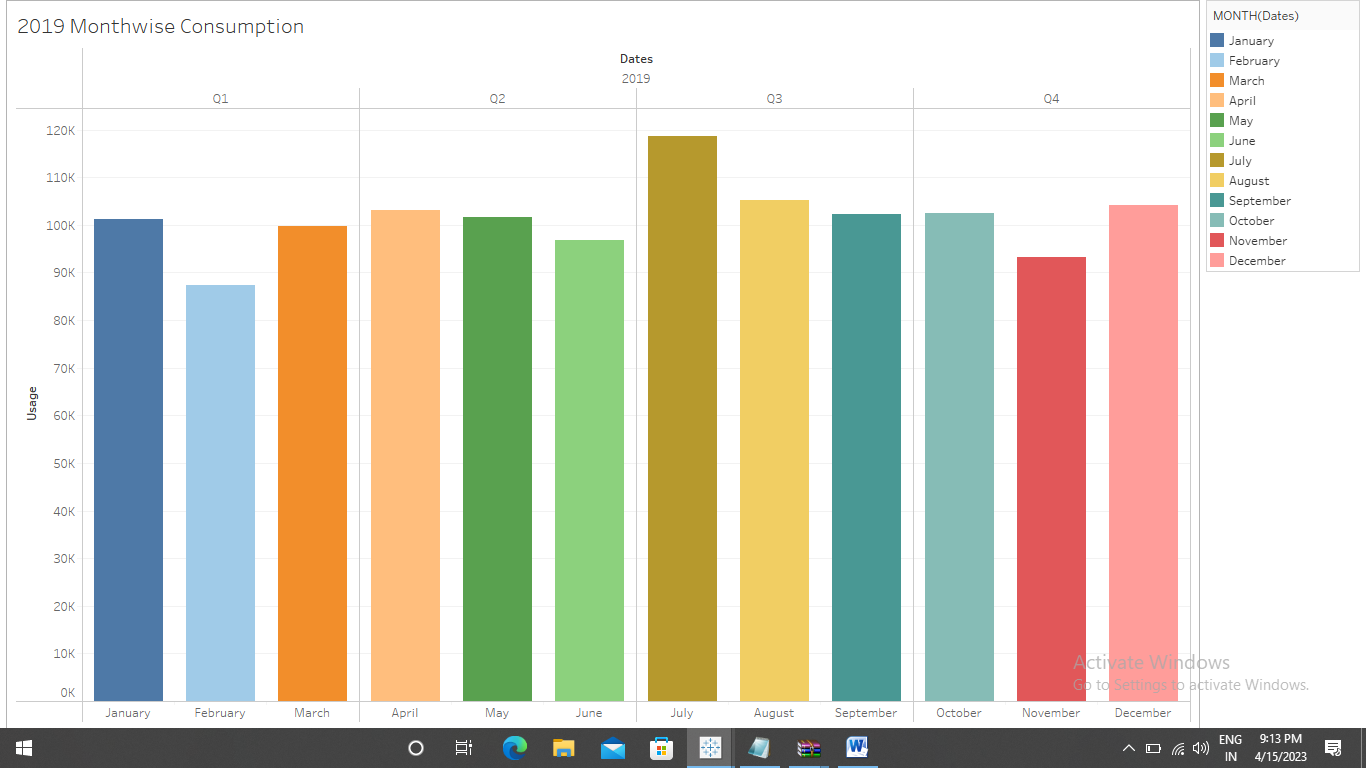 2019 Monthwise Consumption
Dates
2019
Q1 Q2 Q3 Q4
120K
110K
100K
90K
80K
70K
60K
50K
40K
30K
20K
10K
0K
Usage
January February March April May June July August September October November December
MONTH(Dates)
January
February
March
April
May
June
July
August
September
October
November
December
Activate Windows
Go to Settings to activate Windows.
W
ENG
IN
9:13 PM
4/15/2023